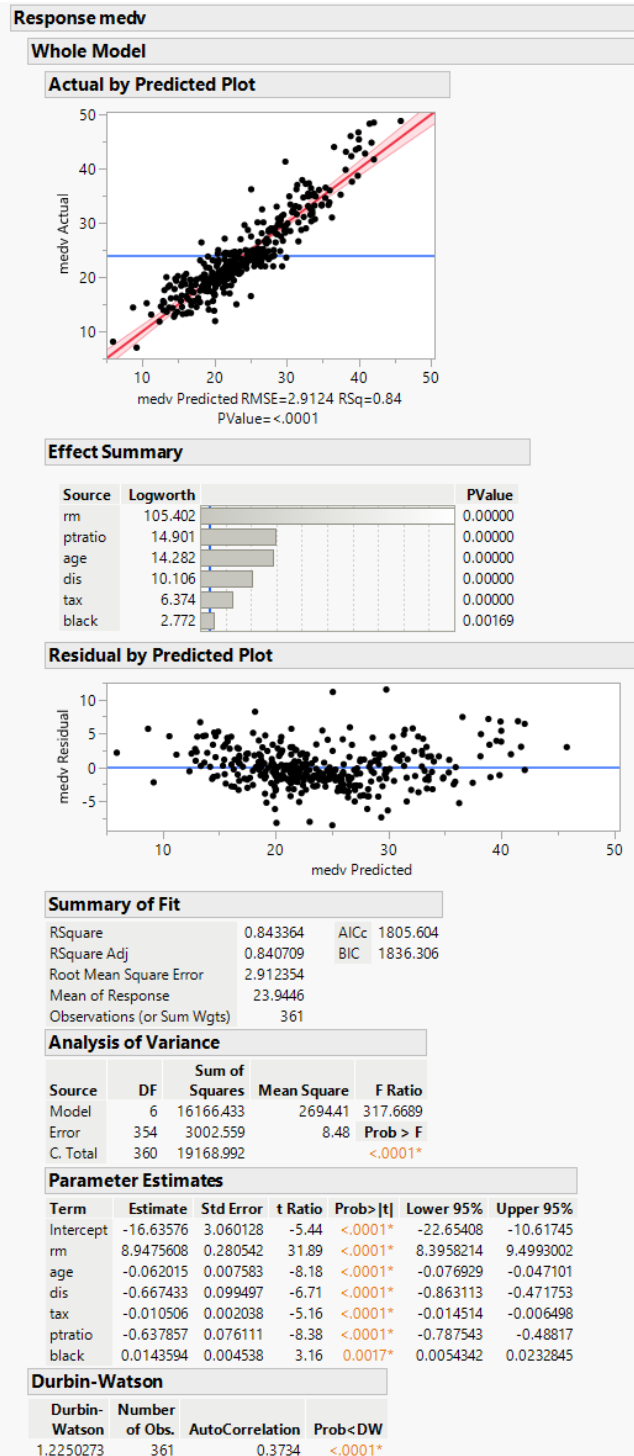 Response medv
Whole Model
Actual by Predicted Plot
50
40
30
20
10
medv Actual
10 20 30 40 50
medv Predicted RMSE=2.9124 RSq=0.84
PValue=<.0001
Effect Summary
Source Logworth PValue
rm 105.402 0.00000
ptratio 14.901 0.00000
age 14.282 0.00000
dis 10.106 0.00000
tax 6.374 0.00000
black 2.772 0.00169
Residual by Predicted Plot
10
5
0
-5
medv Residual
10 20 30 40 50
medv Predicted
Summary of Fit
RSquare 0.843364 AICc 1805.604
RSquare Adj 0.840709 BIC 1836.306
Root Mean Square Error 2.912354
Mean of Response 23.9446
Observations (or Sum Wgts) 361
Analysis of Variance
Sum of
Source DF Squares Mean Square F Ratio
Model 6 16166.433 2694.41 317.6689
Error 354 3002.559 8.48 Prob > F
C. Total 360 19168.992 <.0001*
Parameter Estimates
Term Estimate Std Error t Ratio Prob>|t| Lower 95% Upper 95%
Intercept -16.63576 3.060128 -5.44 <.0001* -22.65408 -10.61745
rm 8.9475608 0.280542 31.89 <.0001* 8.3958214 9.4993002
age -0.062015 0.007583 -8.18 <.0001* -0.076929 -0.047101
dis -0.667433 0.099497 -6.71 <.0001* -0.863113 -0.471753
tax -0.010506 0.002038 -5.16 <.0001* -0.014514 -0.006498
ptratio -0.637857 0.076111 -8.38 <.0001* -0.787543 -0.48817
black 0.0143594 0.004538 3.16 0.0017* 0.0054342 0.0232845
Durbin-Watson
Durbin- Number
Watson of Obs. AutoCorrelation Prob<DW
1.2250273 361 0.3734 <.0001*